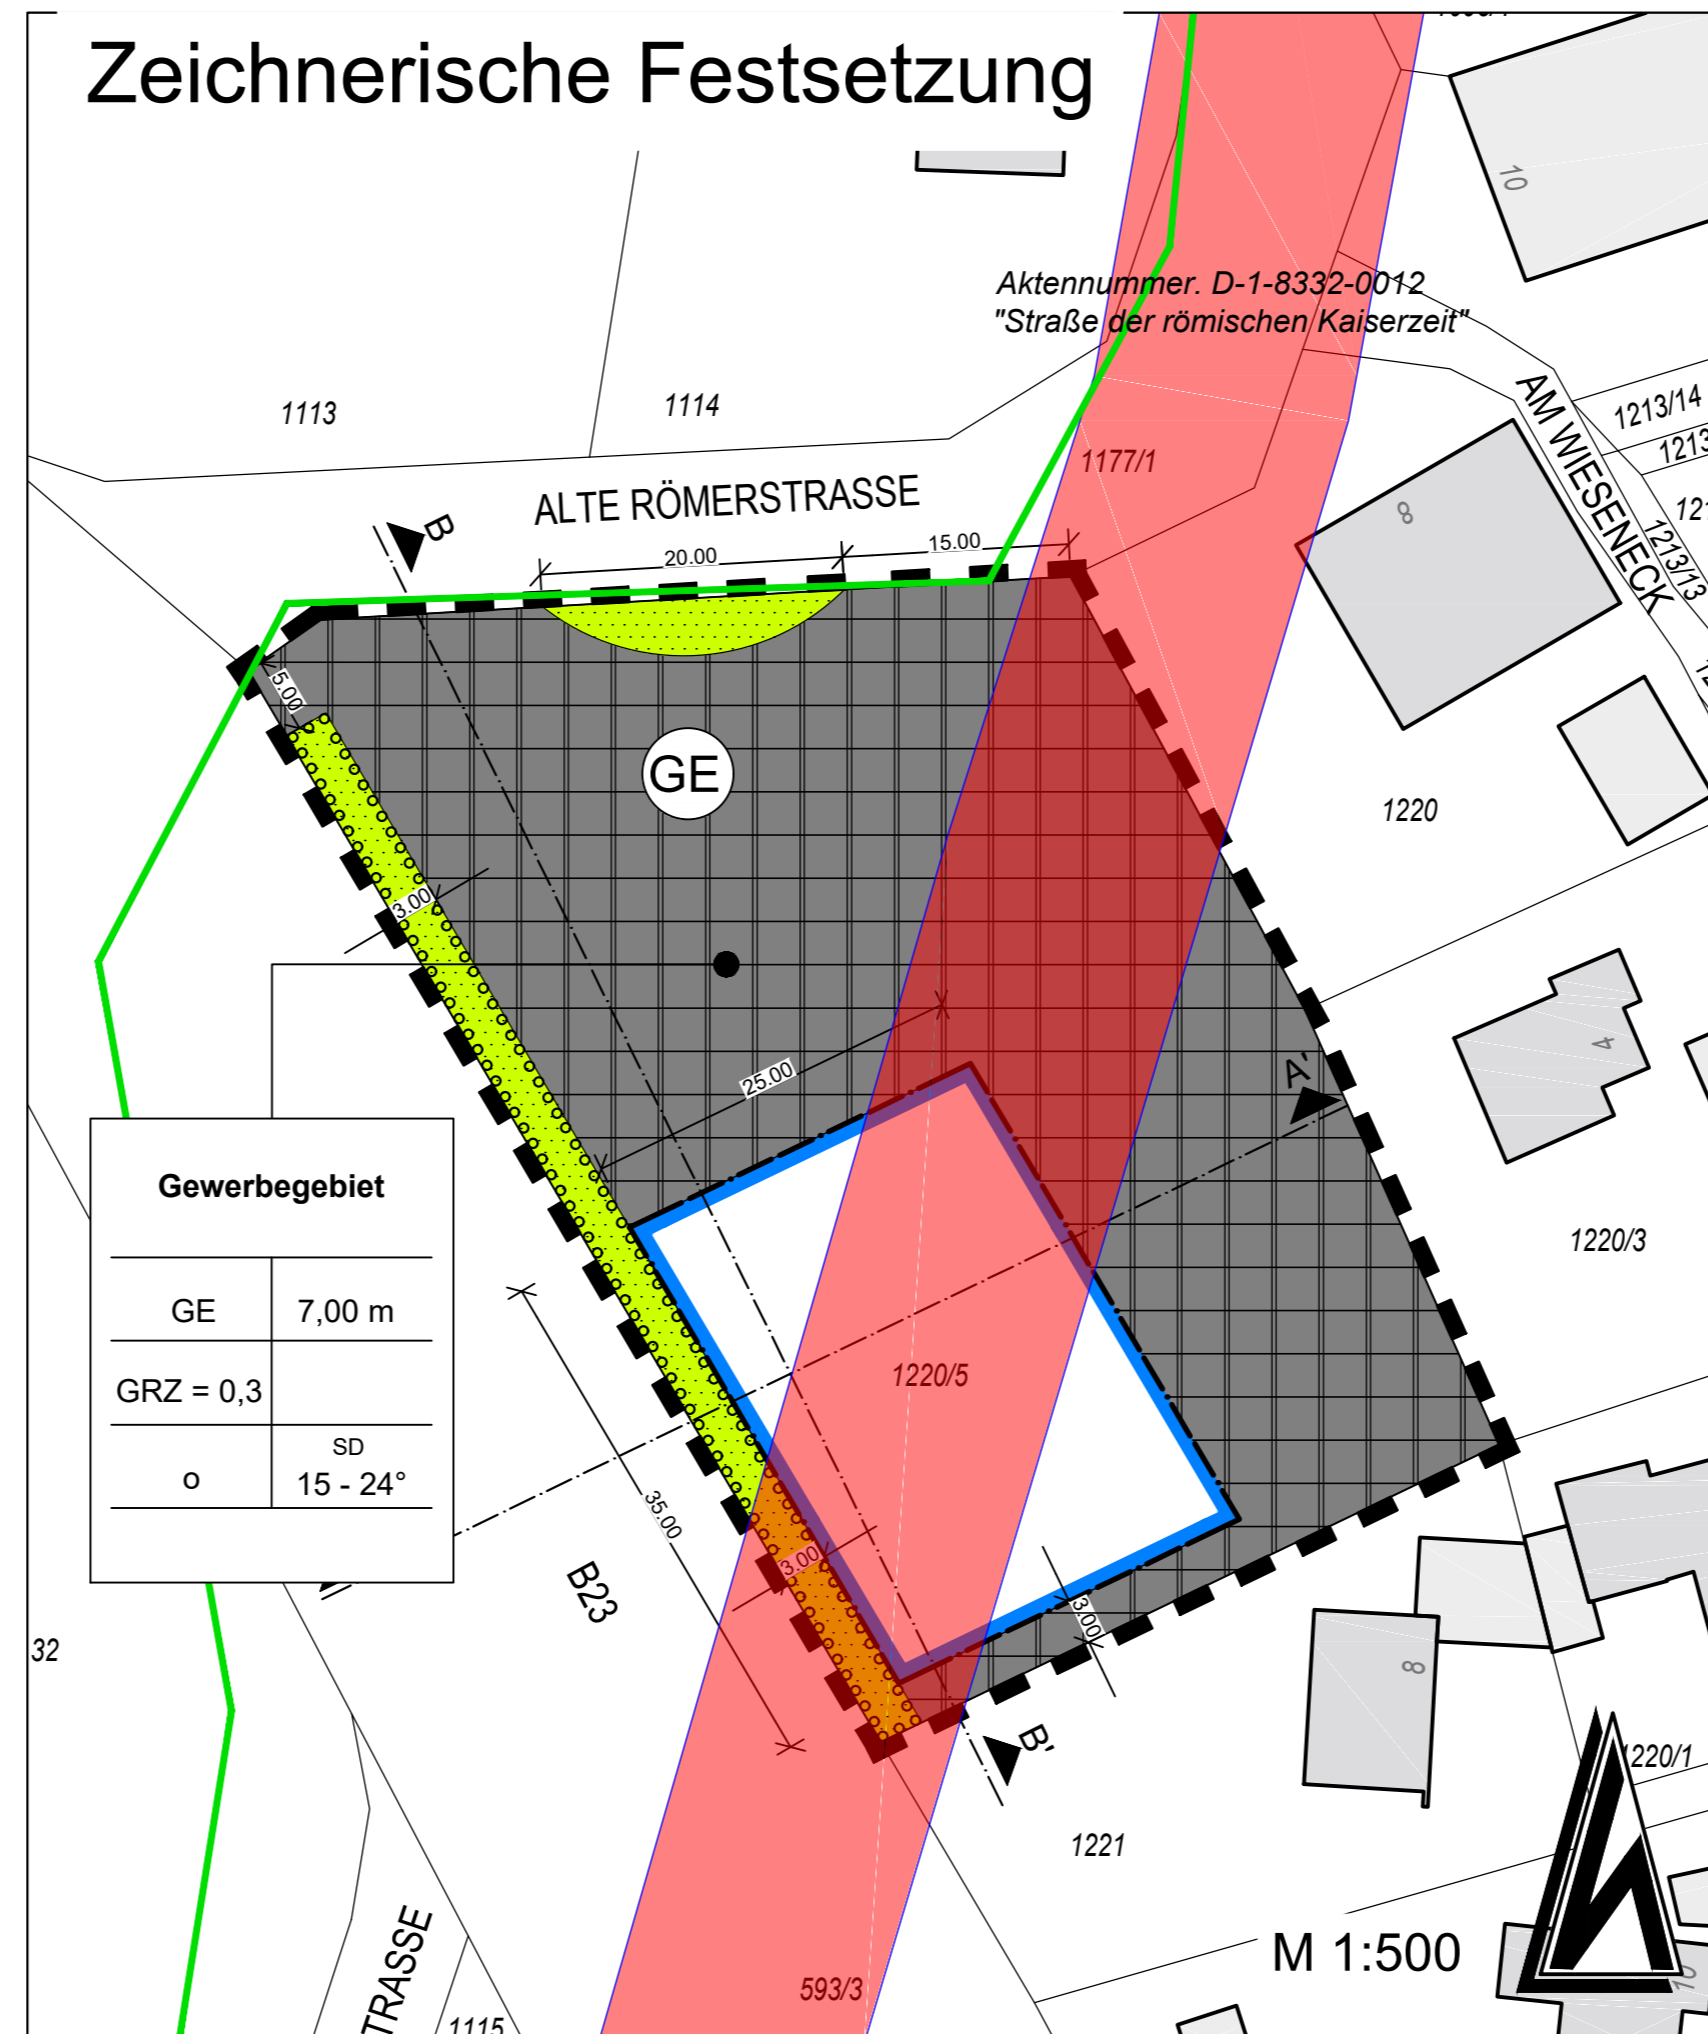 Zeichnerische Festsetzung
10
Aktennummer. D-1-8332-0012
"Straße der römischen Kaiserzeit"
1113
1114
AM WIESENECK
1213/14
1213
1213/13
1177/1
ALTE RÖMERSTRASSE
8
B
20.00
15.00
5.00
GE
1220
3.00
4
25.00
A'
Gewerbegebiet
GE
7,00 m
GRZ = 0,3
o
SD
15 - 24°
1220/3
1220/5
35.00
3.00
B23
3.00
32
8
B'
1220/1
1221
M 1:500
10
593/3
TRASSE
1115